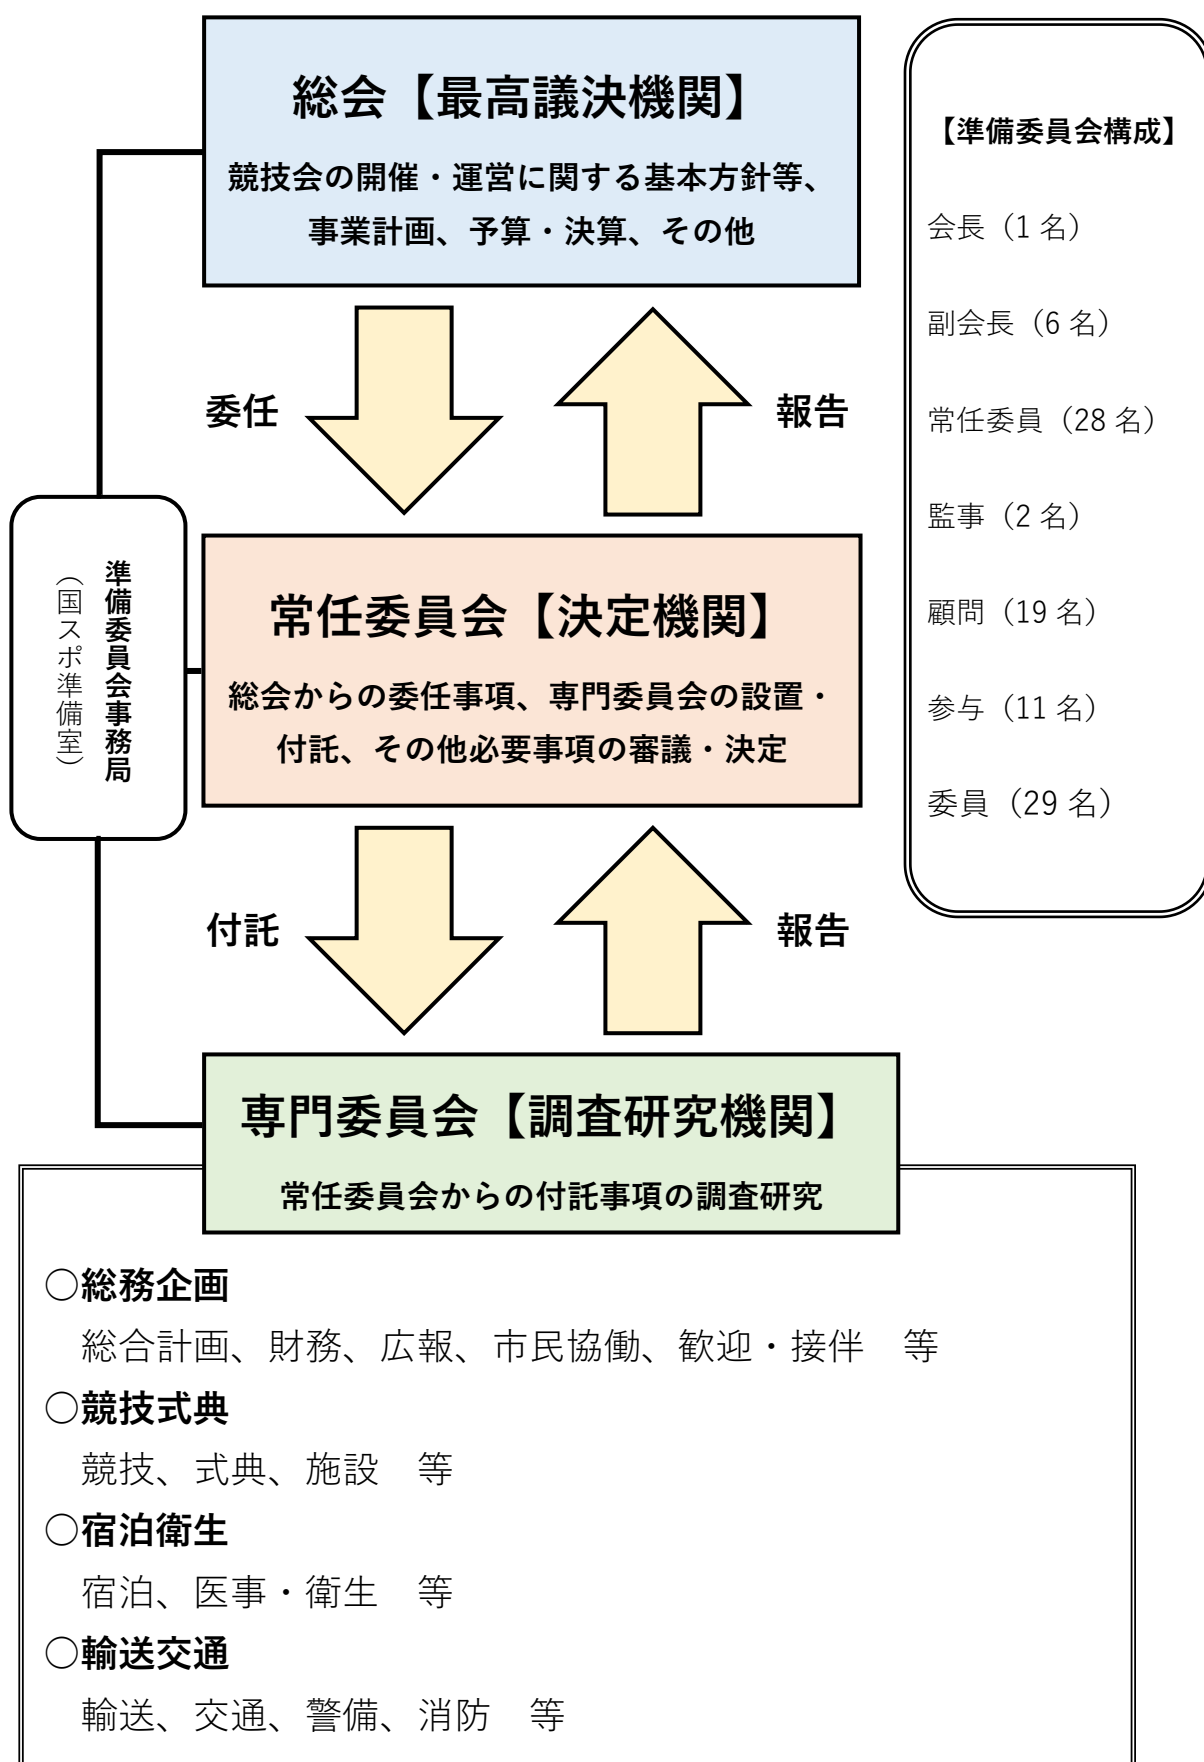 総会【最高議決機関】
競技会の開催・運営に関する基本方針等、
事業計画、予算・決算、その他
委任
報告
準備委員会事務局
（国スポ準備室）
常任委員会【決定機関】
総会からの委任事項、専門委員会の設置・
付託、その他必要事項の審議・決定
付託
報告
専門委員会【調査研究機関】
常任委員会からの付託事項の調査研究
○総務企画
総合計画、財務、広報、市民協働、歓迎・接伴　等
○競技式典
競技、式典、施設　等
○宿泊衛生
宿泊、医事・衛生　等
○輸送交通
輸送、交通、警備、消防　等
【準備委員会構成】
会長（1 名）
副会長（6 名）
常任委員（28 名）
監事（2 名）
顧問（19 名）
参与（11 名）
委員（29 名）